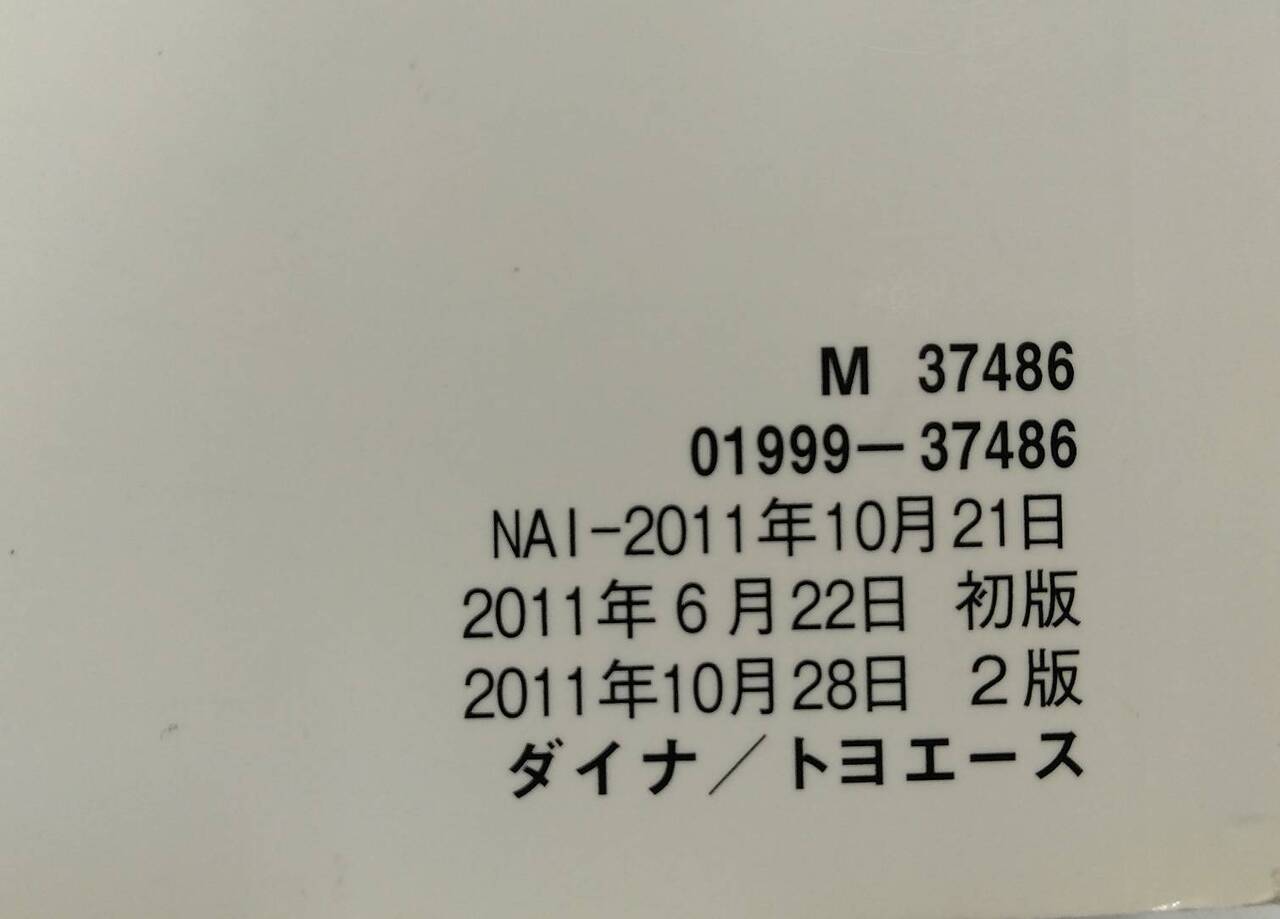 M 37486
01999－37486
NAI－2011年10月21日
2011年 6 月22日 初版
2011年10月28日 2版
ダイナ／トヨエース